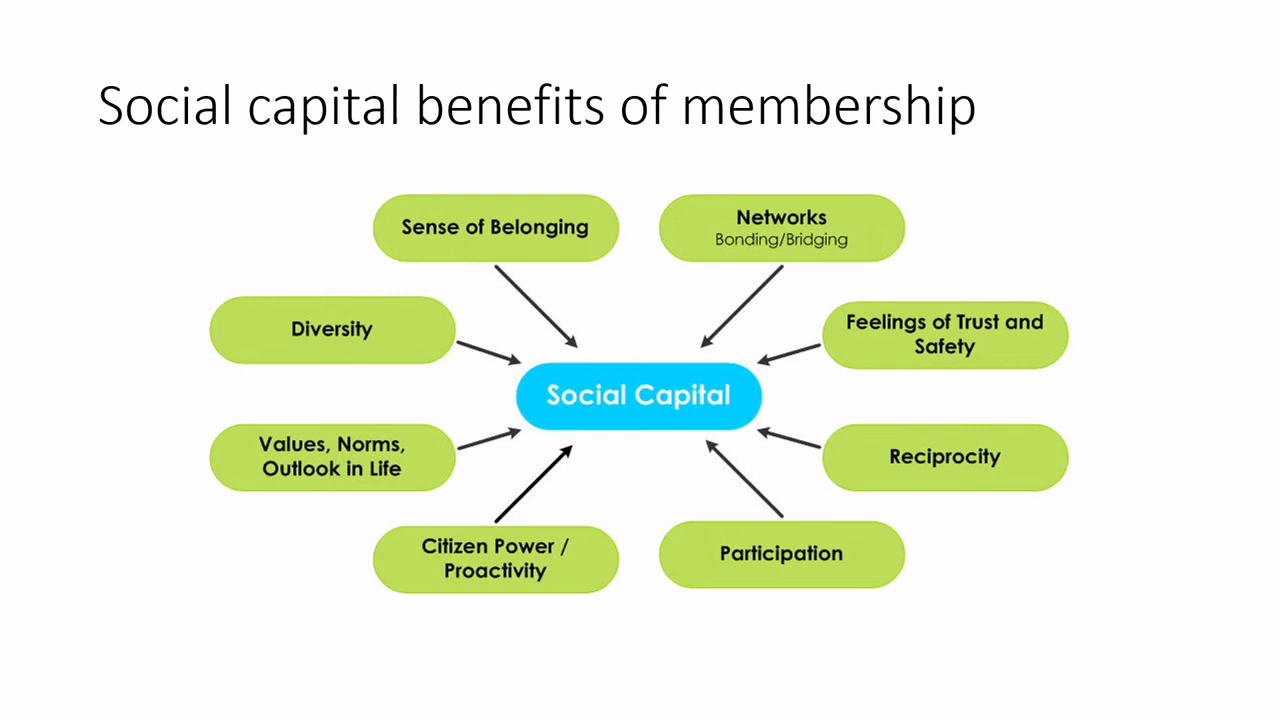 Social capital benefits of membership
Sense of Belonging
Networks
Bonding/Bridging
Diversity
Feelings of Trust and
Safety
Social Capital
Values, Norms,
Outlook in Life
Reciprocity
Citizen Power /
Proactivity
Participation